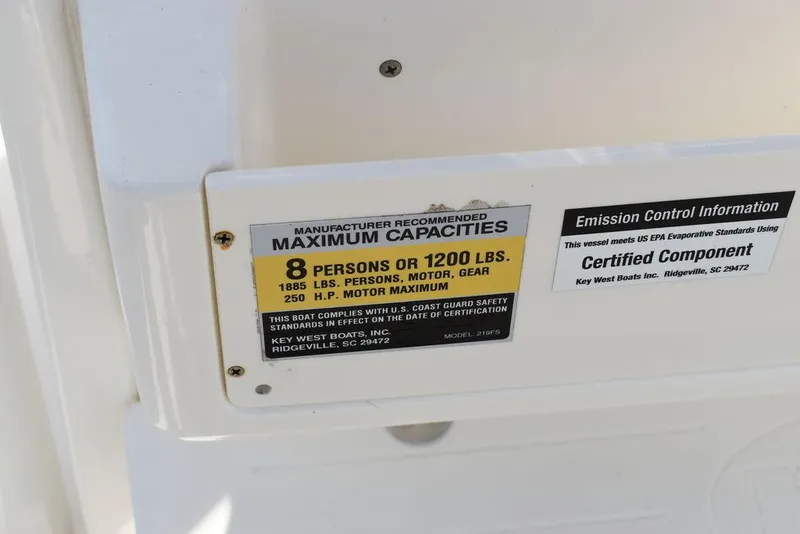 MANUFACTURER RECOMMENDED
MAXIMUM CAPACITIES
8 PERSONS OR 1200 LBS.
1885 LBS. PERSONS, MOTOR, GEAR
250 H.P. MOTOR MAXIMUM
THIS BOAT COMPLIES WITH U.S. COAST GUARD SAFETY
STANDARDS IN EFFECT ON THE DATE OF CERTIFICATION
KEY WEST BOATS, INC.
RIDGEVILLE, SC 29472 MODEL: 219FS
Emission Control Information
This vessel meets US EPA Evaporative Standards Using
Certified Component
Key West Boats Inc. Ridgeville, SC 29472